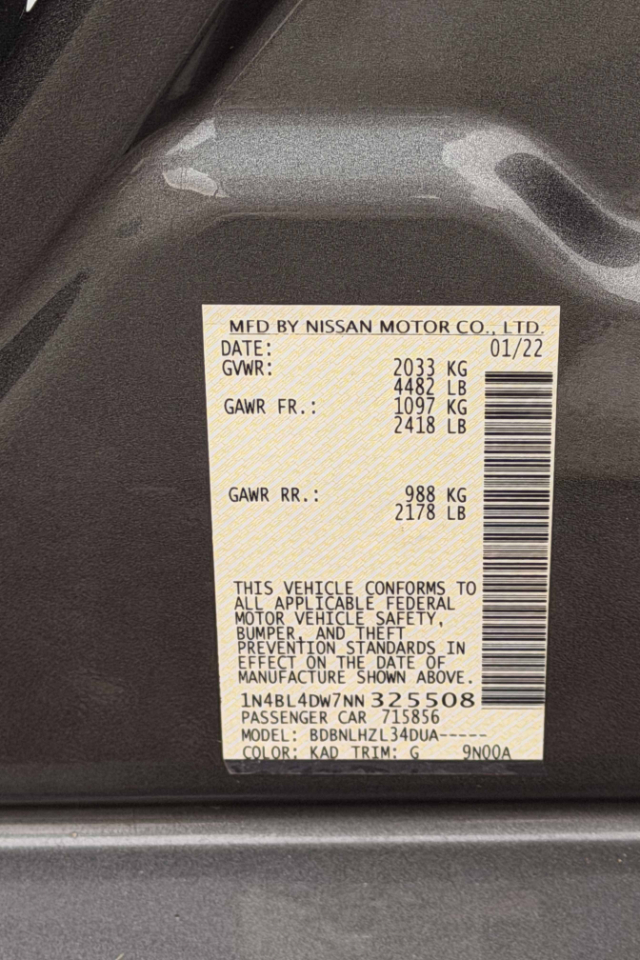 MFD BY NISSAN MOTOR CO., LTD.
DATE: 01/22
GVWR: 2033 KG
4482 LB
GAWR FR.: 1097 KG
2418 LB
GAWR RR.: 988 KG
2178 LB
THIS VEHICLE CONFORMS TO
ALL APPLICABLE FEDERAL
MOTOR VEHICLE SAFETY,
BUMPER, AND THEFT
PREVENTION STANDARDS IN
EFFECT ON THE DATE OF
MANUFACTURE SHOWN ABOVE.
1N4BL4DW7NN325508
PASSENGER CAR 715856
MODEL: BDBNLHZL34DUA-----
COLOR: KAD TRIM: G 9N00A